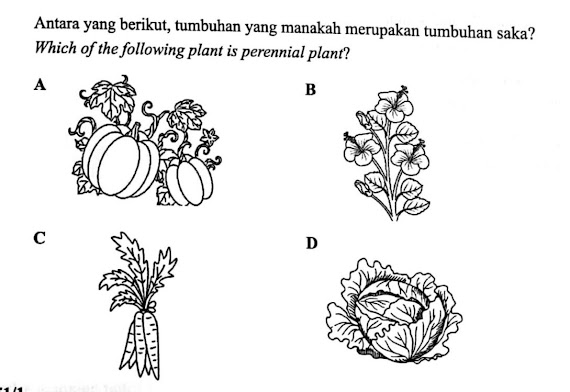 Antara yang berikut, tumbuhan yang manakah merupakan tumbuhan saka?
Which of the following plant is perennial plant?
A
B
C
D